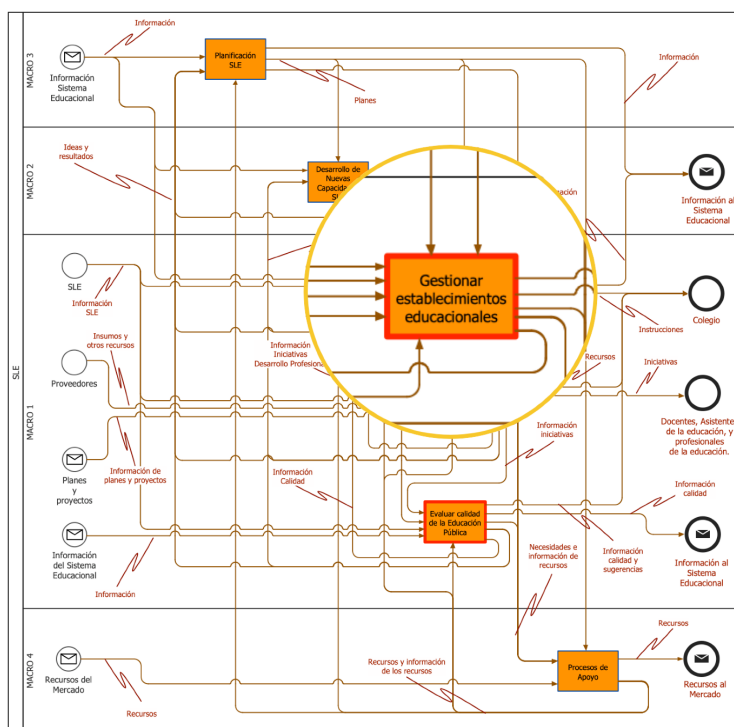 SLE
MACRO 3
Información
Información
Sistema
Educacional
Planificación
SLE
Planes
Información
MACRO 2
Ideas y
resultados
Desarrollo de
Nuevas
Información al
Sistema
Educacional
MACRO 1
SLE
Información
SLE
Gestionar
establecimientos
educacionales
Colegio
Instrucciones
Insumos y
otros recursos
Proveedores
Información
Iniciativas
Desarrollo
Recursos
Iniciativas
Docentes, Asistente
de la educación, y
profesionales
de la educación.
Planes
y
proyectos
Información de
planes y proyectos
Información
Calidad
Información
iniciativas
Evaluar calidad
de la Educación
Pública
Información
calidad
Información
del Sistema
Educacional
Información
Necesidades e
información de
recursos
Información
calidad y
sugerencias
Información al
Sistema
Educacional
MACRO 4
Recursos del
Mercado
Recursos
Recursos y información
de los recursos
Procesos de
Apoyo
Recursos
Recursos al
Mercado